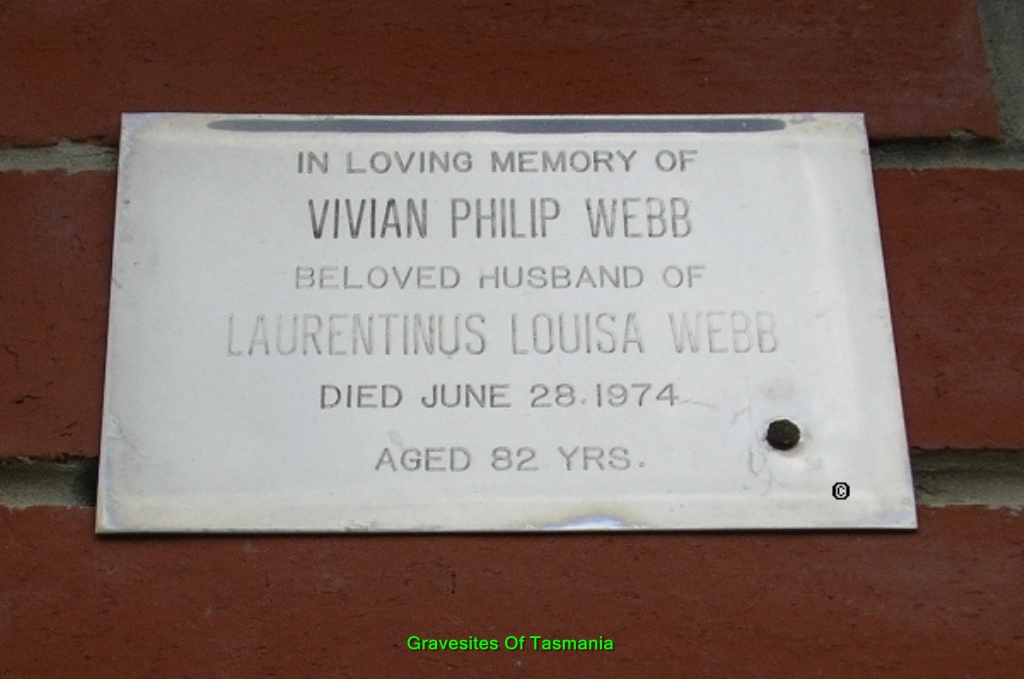 IN LOVING MEMORY OF
VIVIAN PHILIP WEBB
BELOVED HUSBAND OF
LAURENTINUS LOUISA WEBB
DIED JUNE 28.1974
AGED 82 YRS.
©
Gravesites Of Tasmania